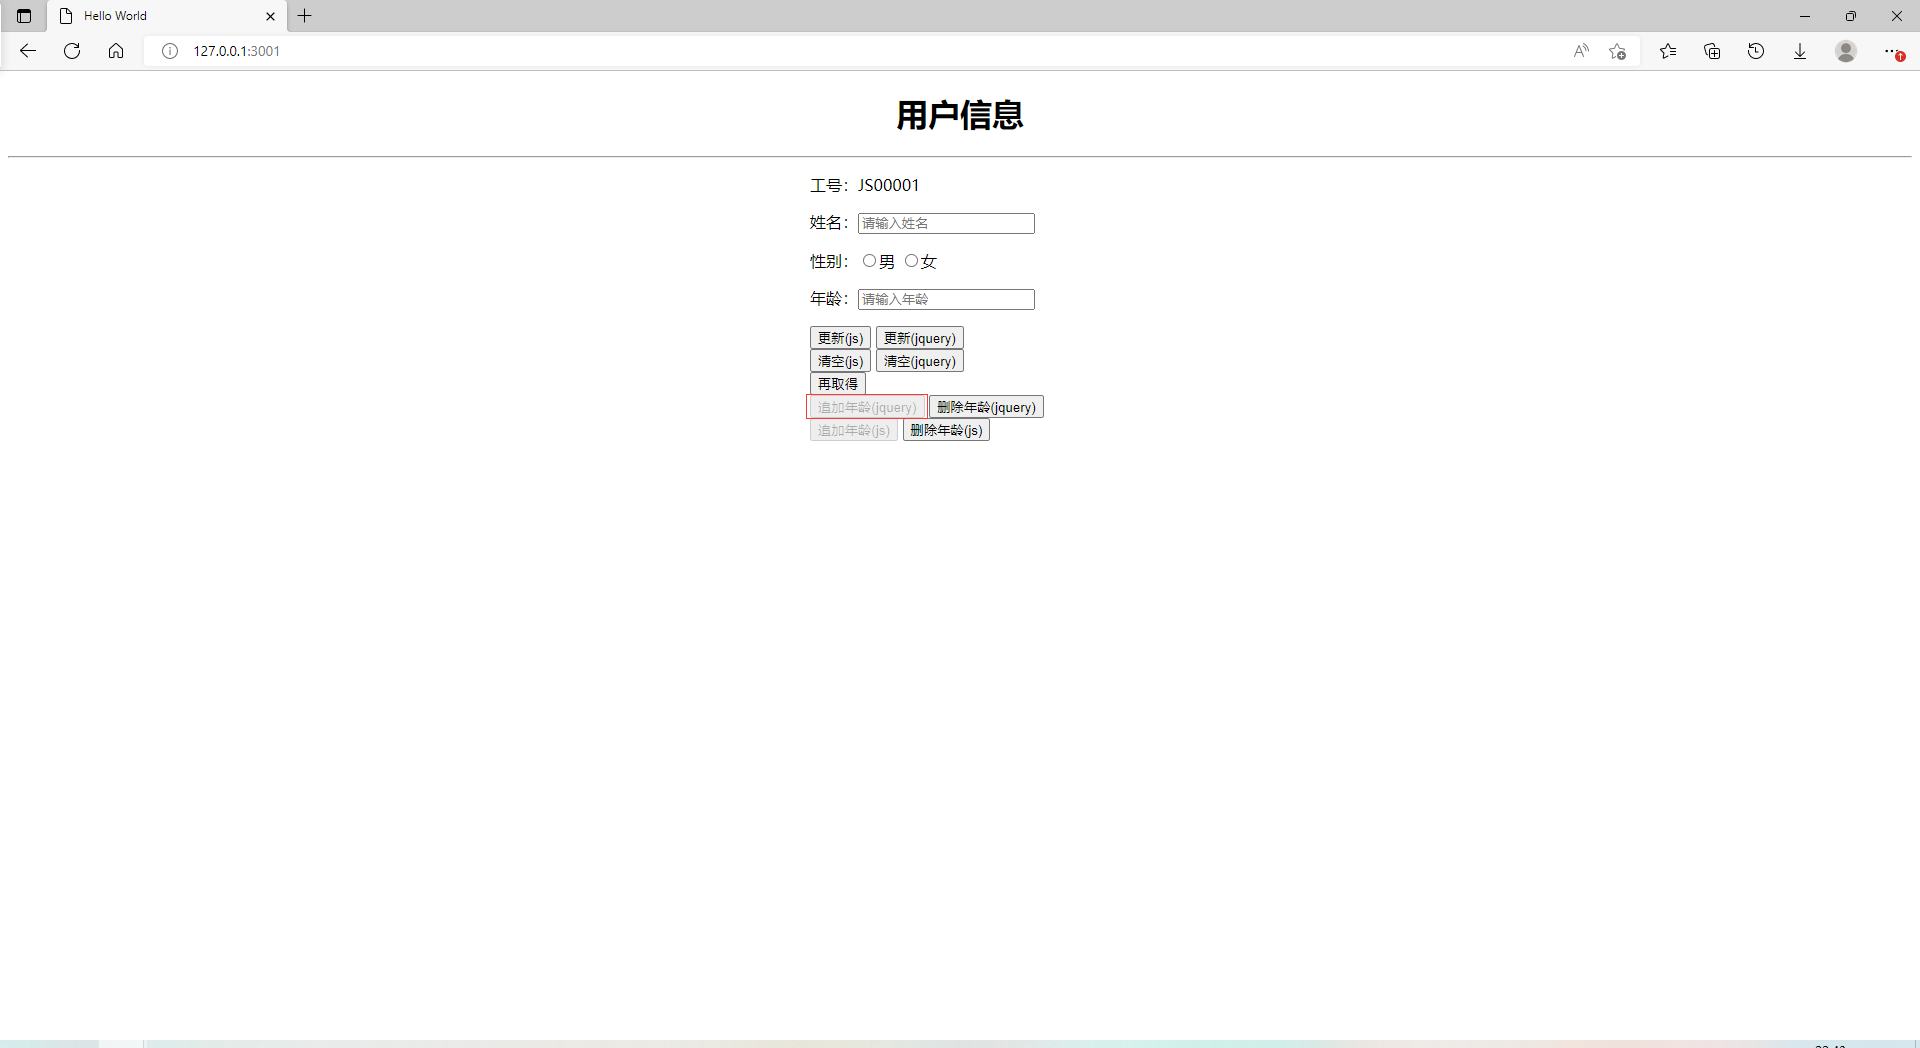 Hello World
127.0.0.1:3001
用户信息
工号：JS00001
姓名：请输入姓名
性别：男 女
年龄：请输入年龄
更新(js) 更新(jquery)
清空(js) 清空(jquery)
再取得
追加年龄(jquery) 删除年龄(jquery)
追加年龄(js) 删除年龄(js)